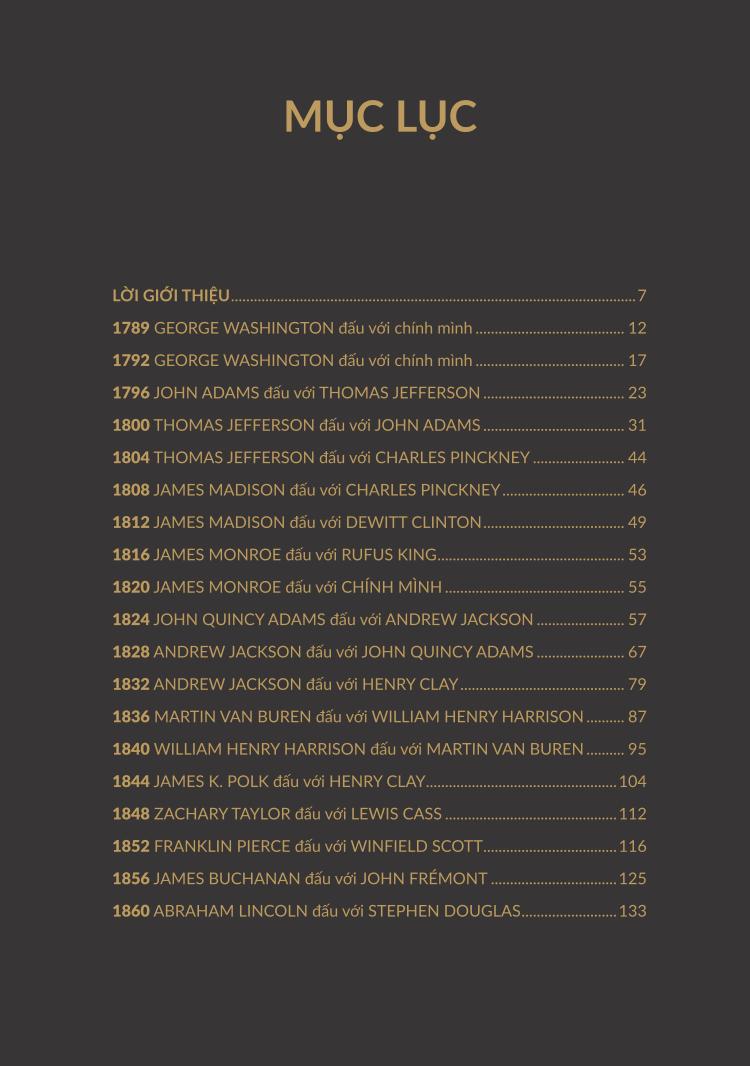 MỤC LỤC
LỜI GIỚI THIỆU.......................................................................................7
1789 GEORGE WASHINGTON đấu với chính mình ................................ 12
1792 GEORGE WASHINGTON đấu với chính mình ................................ 17
1796 JOHN ADAMS đấu với THOMAS JEFFERSON .............................. 23
1800 THOMAS JEFFERSON đấu với JOHN ADAMS .............................. 31
1804 THOMAS JEFFERSON đấu với CHARLES PINCKNEY .................... 44
1808 JAMES MADISON đấu với CHARLES PINCKNEY .......................... 46
1812 JAMES MADISON đấu với DEWITT CLINTON.............................. 49
1816 JAMES MONROE đấu với RUFUS KING........................................ 53
1820 JAMES MONROE đấu với CHÍNH MÌNH ...................................... 55
1824 JOHN QUINCY ADAMS đấu với ANDREW JACKSON ................... 57
1828 ANDREW JACKSON đấu với JOHN QUINCY ADAMS ................... 67
1832 ANDREW JACKSON đấu với HENRY CLAY................................... 79
1836 MARTIN VAN BUREN đấu với WILLIAM HENRY HARRISON ........ 87
1840 WILLIAM HENRY HARRISON đấu với MARTIN VAN BUREN ........ 95
1844 JAMES K. POLK đấu với HENRY CLAY.........................................104
1848 ZACHARY TAYLOR đấu với LEWIS CASS .....................................112
1852 FRANKLIN PIERCE đấu với WINFIELD SCOTT.............................116
1856 JAMES BUCHANAN đấu với JOHN FRÉMONT ...........................125
1860 ABRAHAM LINCOLN đấu với STEPHEN DOUGLAS.....................133